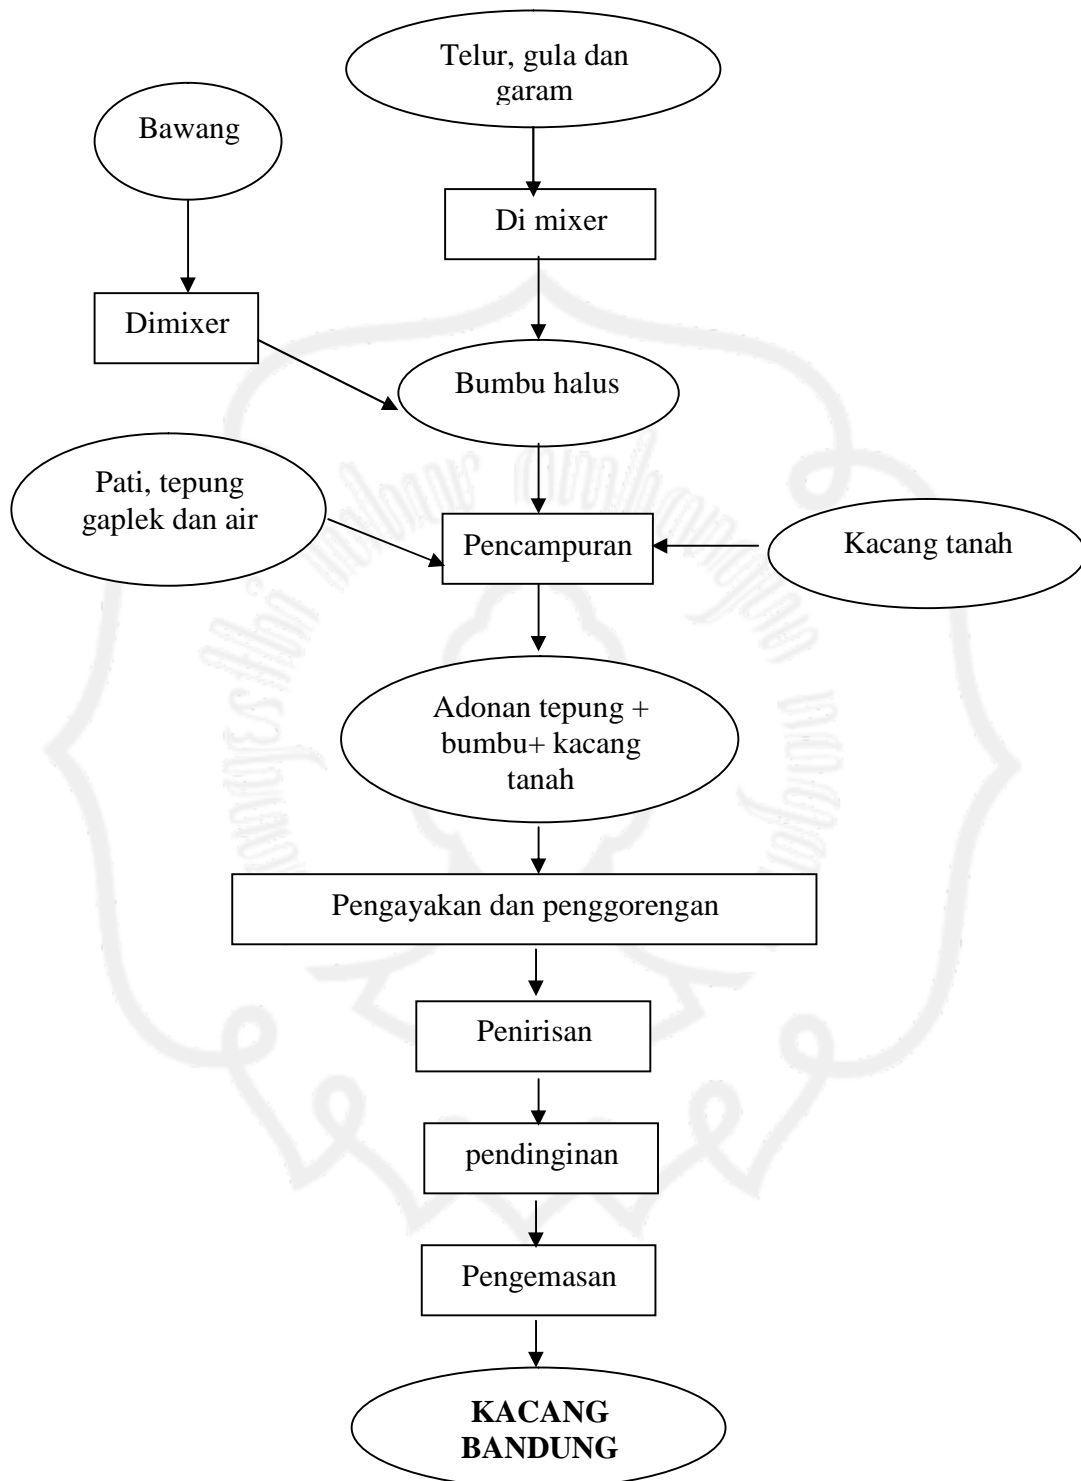 Telur, gula dan
garam
Bawang
Di mixer
Dimixer
Bumbu halus
Pati, tepung
gaplek dan air
Pencampuran
Kacang tanah
Adonan tepung +
bumbu+ kacang
tanah
Pengayakan dan penggorengan
Penirisan
pendinginan
Pengemasan
KACANG
BANDUNG